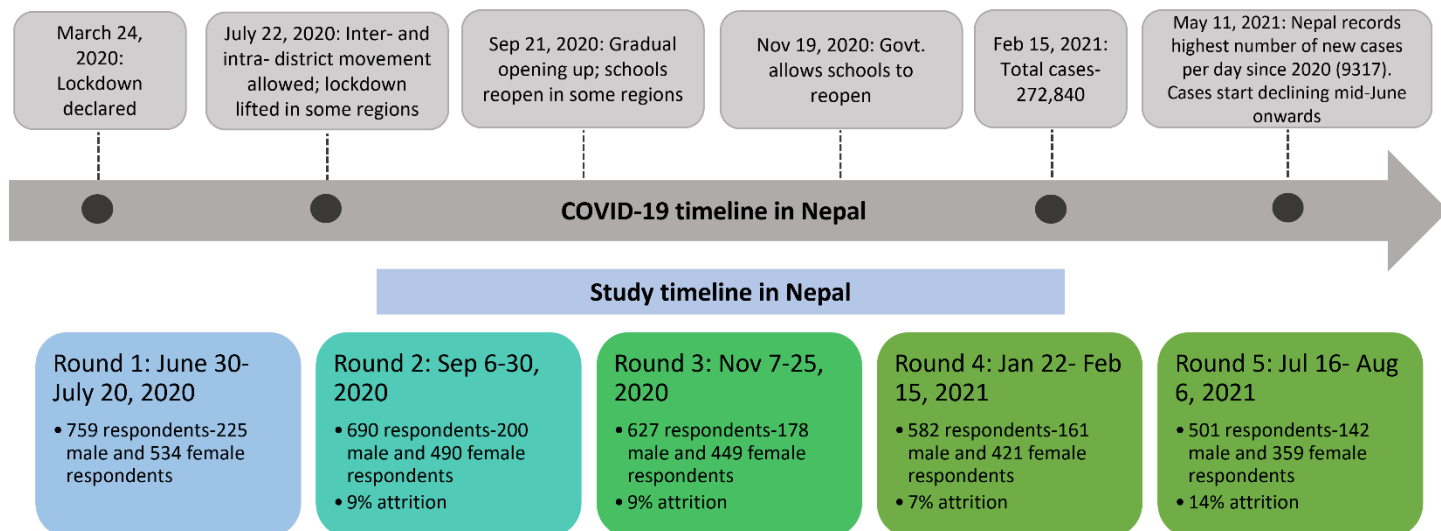 March 24,
2020:
Lockdown
declared
July 22, 2020: Inter- and
intra- district movement
allowed; lockdown
lifted in some regions
Sep 21, 2020: Gradual
opening up; schools
reopen in some regions
Nov 19, 2020: Govt.
allows schools to
reopen
Feb 15, 2021:
Total cases-
272,840
May 11, 2021: Nepal records
highest number of new cases
per day since 2020 (9317).
Cases start declining mid-June
onwards
COVID-19 timeline in Nepal
Study timeline in Nepal
Round 1: June 30-
July 20, 2020
• 759 respondents-225
male and 534 female
respondents
Round 2: Sep 6-30,
2020
• 690 respondents-200
male and 490 female
respondents
• 9% attrition
Round 3: Nov 7-25,
2020
• 627 respondents-178
male and 449 female
respondents
• 9% attrition
Round 4: Jan 22- Feb
15, 2021
• 582 respondents-161
male and 421 female
respondents
• 7% attrition
Round 5: Jul 16- Aug
6, 2021
• 501 respondents-142
male and 359 female
respondents
• 14% attrition